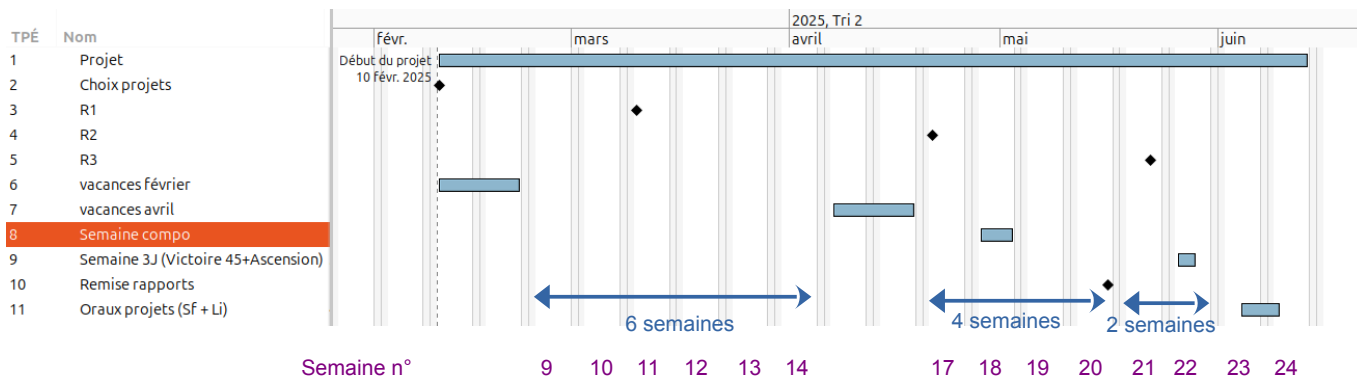 2025, Tri 2
TPÉ Nom févr. mars avril mai juin
1 Projet Début du projet
10 févr. 2025
2 Choix projets
3 R1
4 R2
5 R3
6 vacances février
7 vacances avril
8 Semaine compo
9 Semaine 3J (Victoire 45+Ascension)
10 Remise rapports
11 Oraux projets (Sf + Li)
6 semaines 4 semaines 2 semaines
Semaine n° 9 10 11 12 13 14 17 18 19 20 21 22 23 24